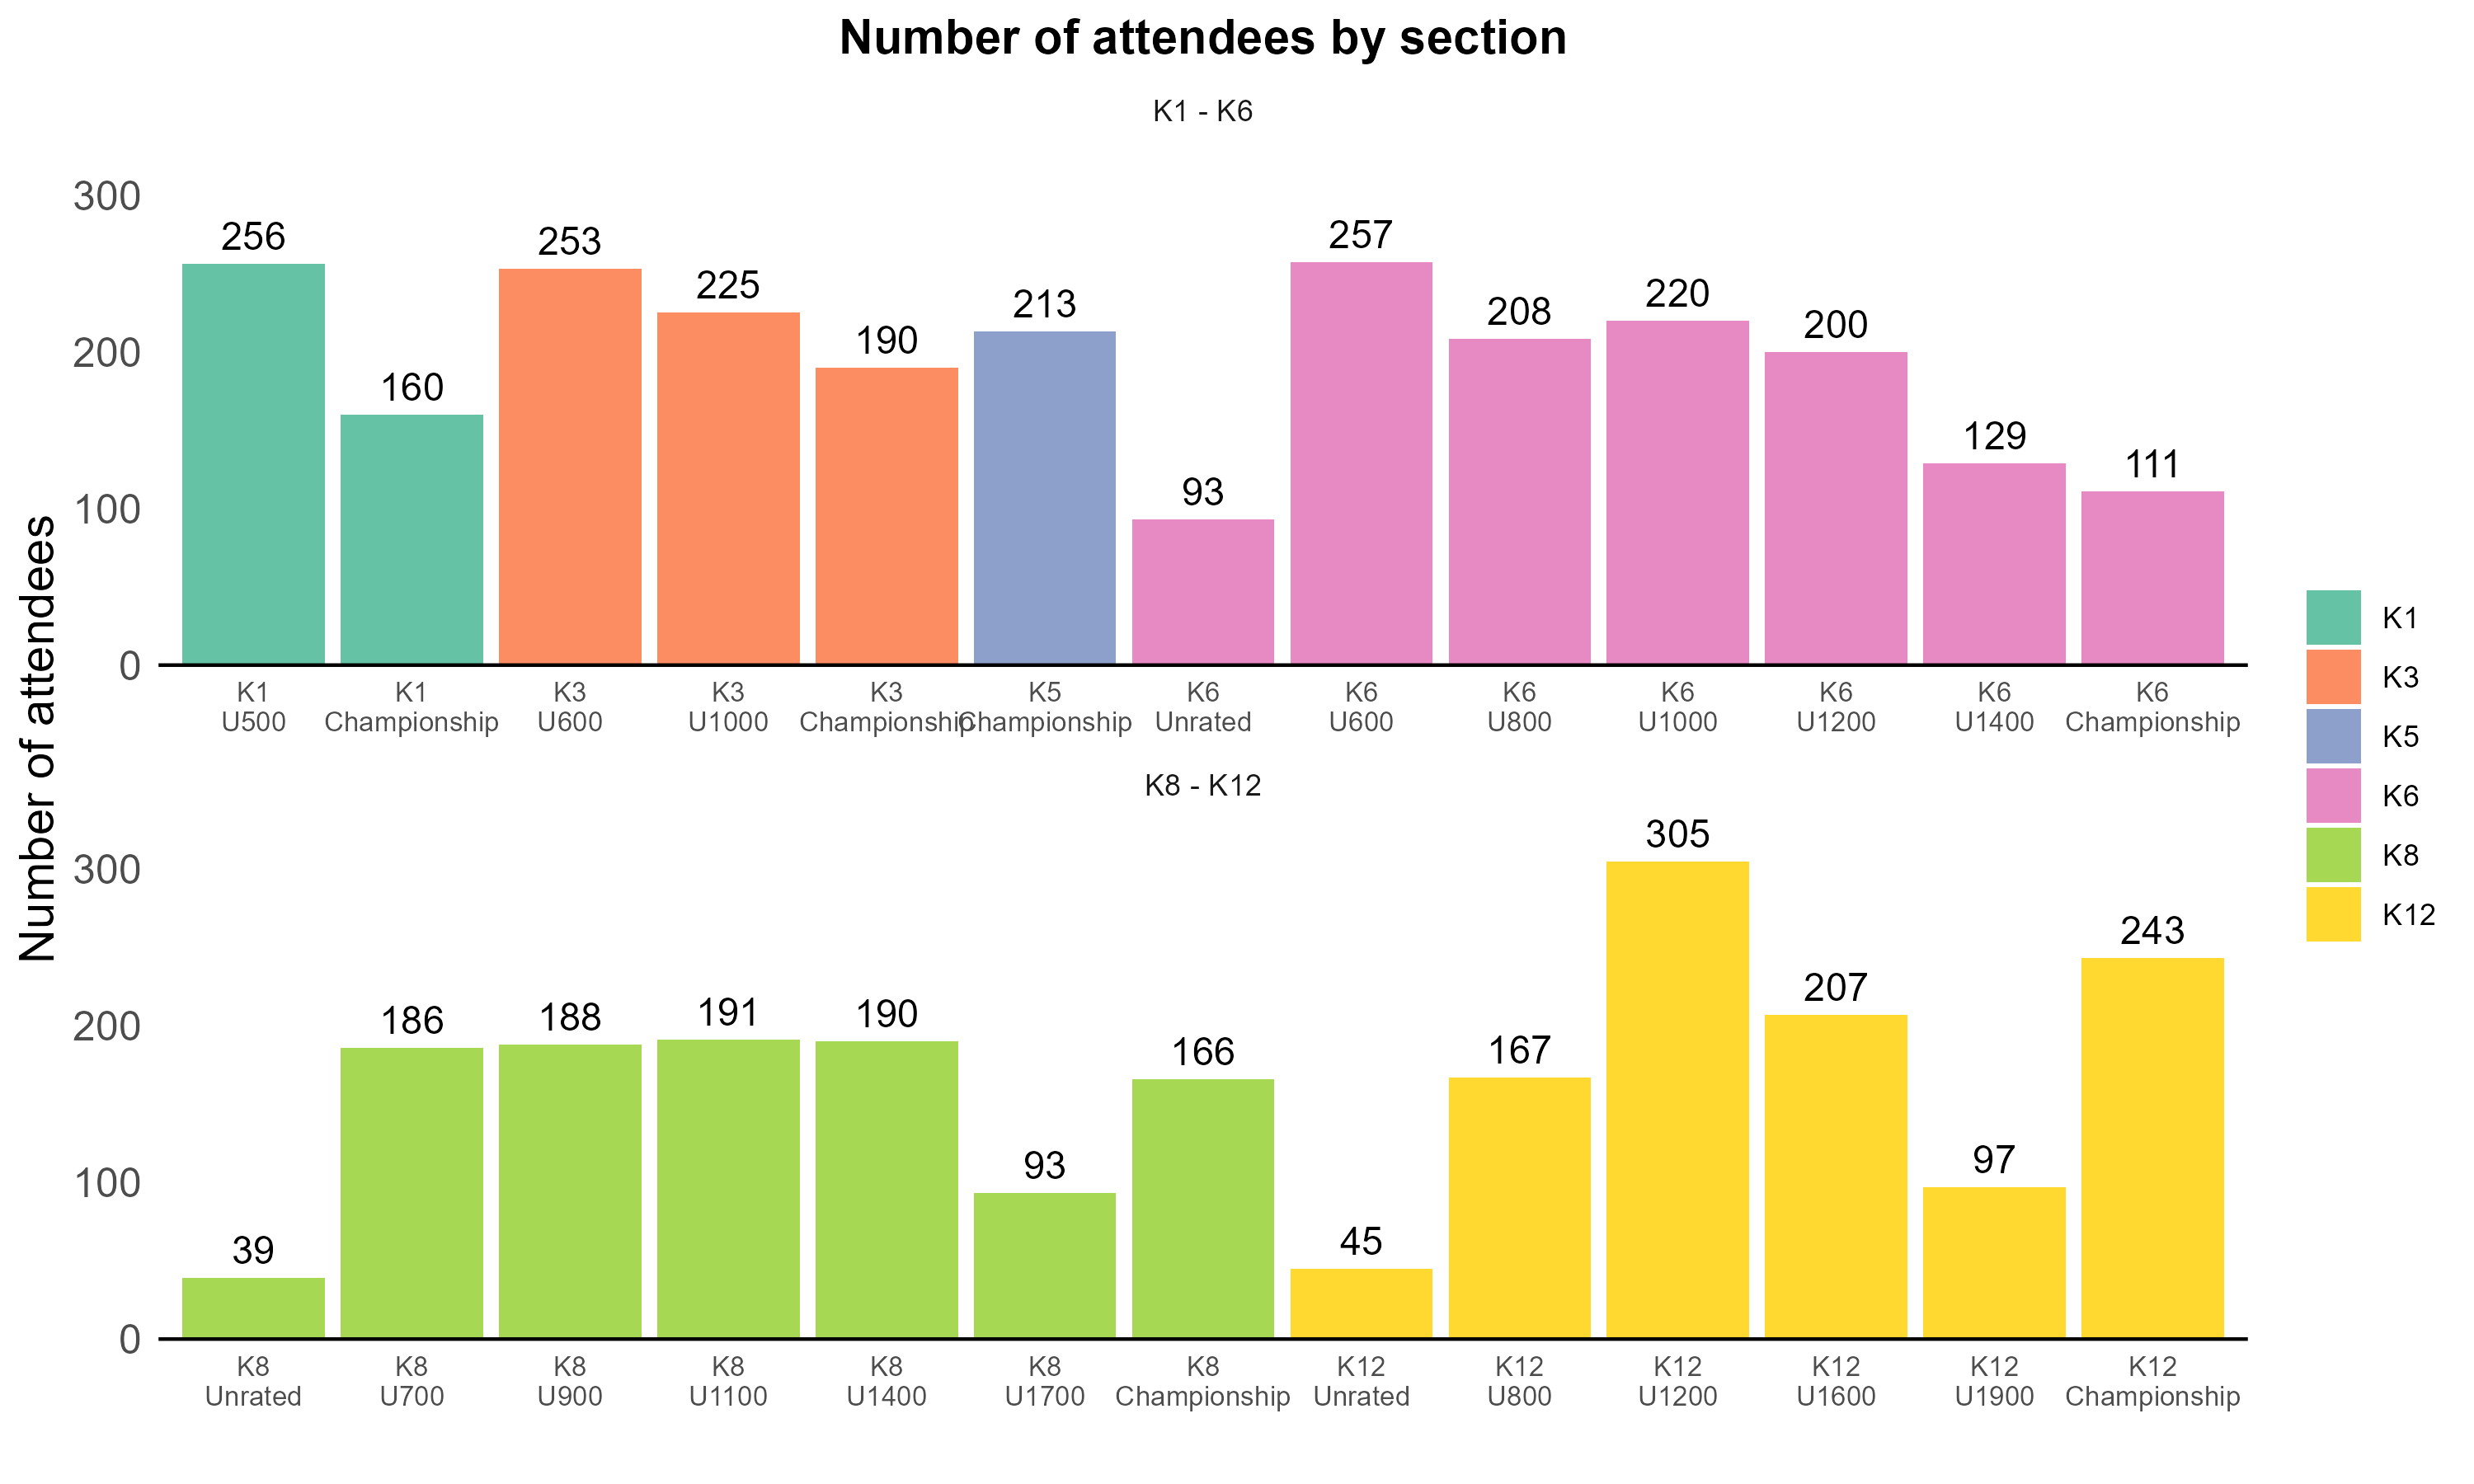 Number of attendees by section
K1 - K6
Number of attendees
300
200
100
0
256
160
253
225
190
213
93
257
208
220
200
129
111
K1
U500
K1
Championship
K3
U600
K3
U1000
K3
Championship
K5
Championship
K6
Unrated
K6
U600
K6
U800
K6
U1000
K6
U1200
K6
U1400
K6
Championship
K8 - K12
300
200
100
0
39
186
188
191
190
93
166
45
167
305
207
97
243
K8
Unrated
K8
U700
K8
U900
K8
U1100
K8
U1400
K8
U1700
K8
Championship
K12
Unrated
K12
U800
K12
U1200
K12
U1600
K12
U1900
K12
Championship
K1
K3
K5
K6
K8
K12